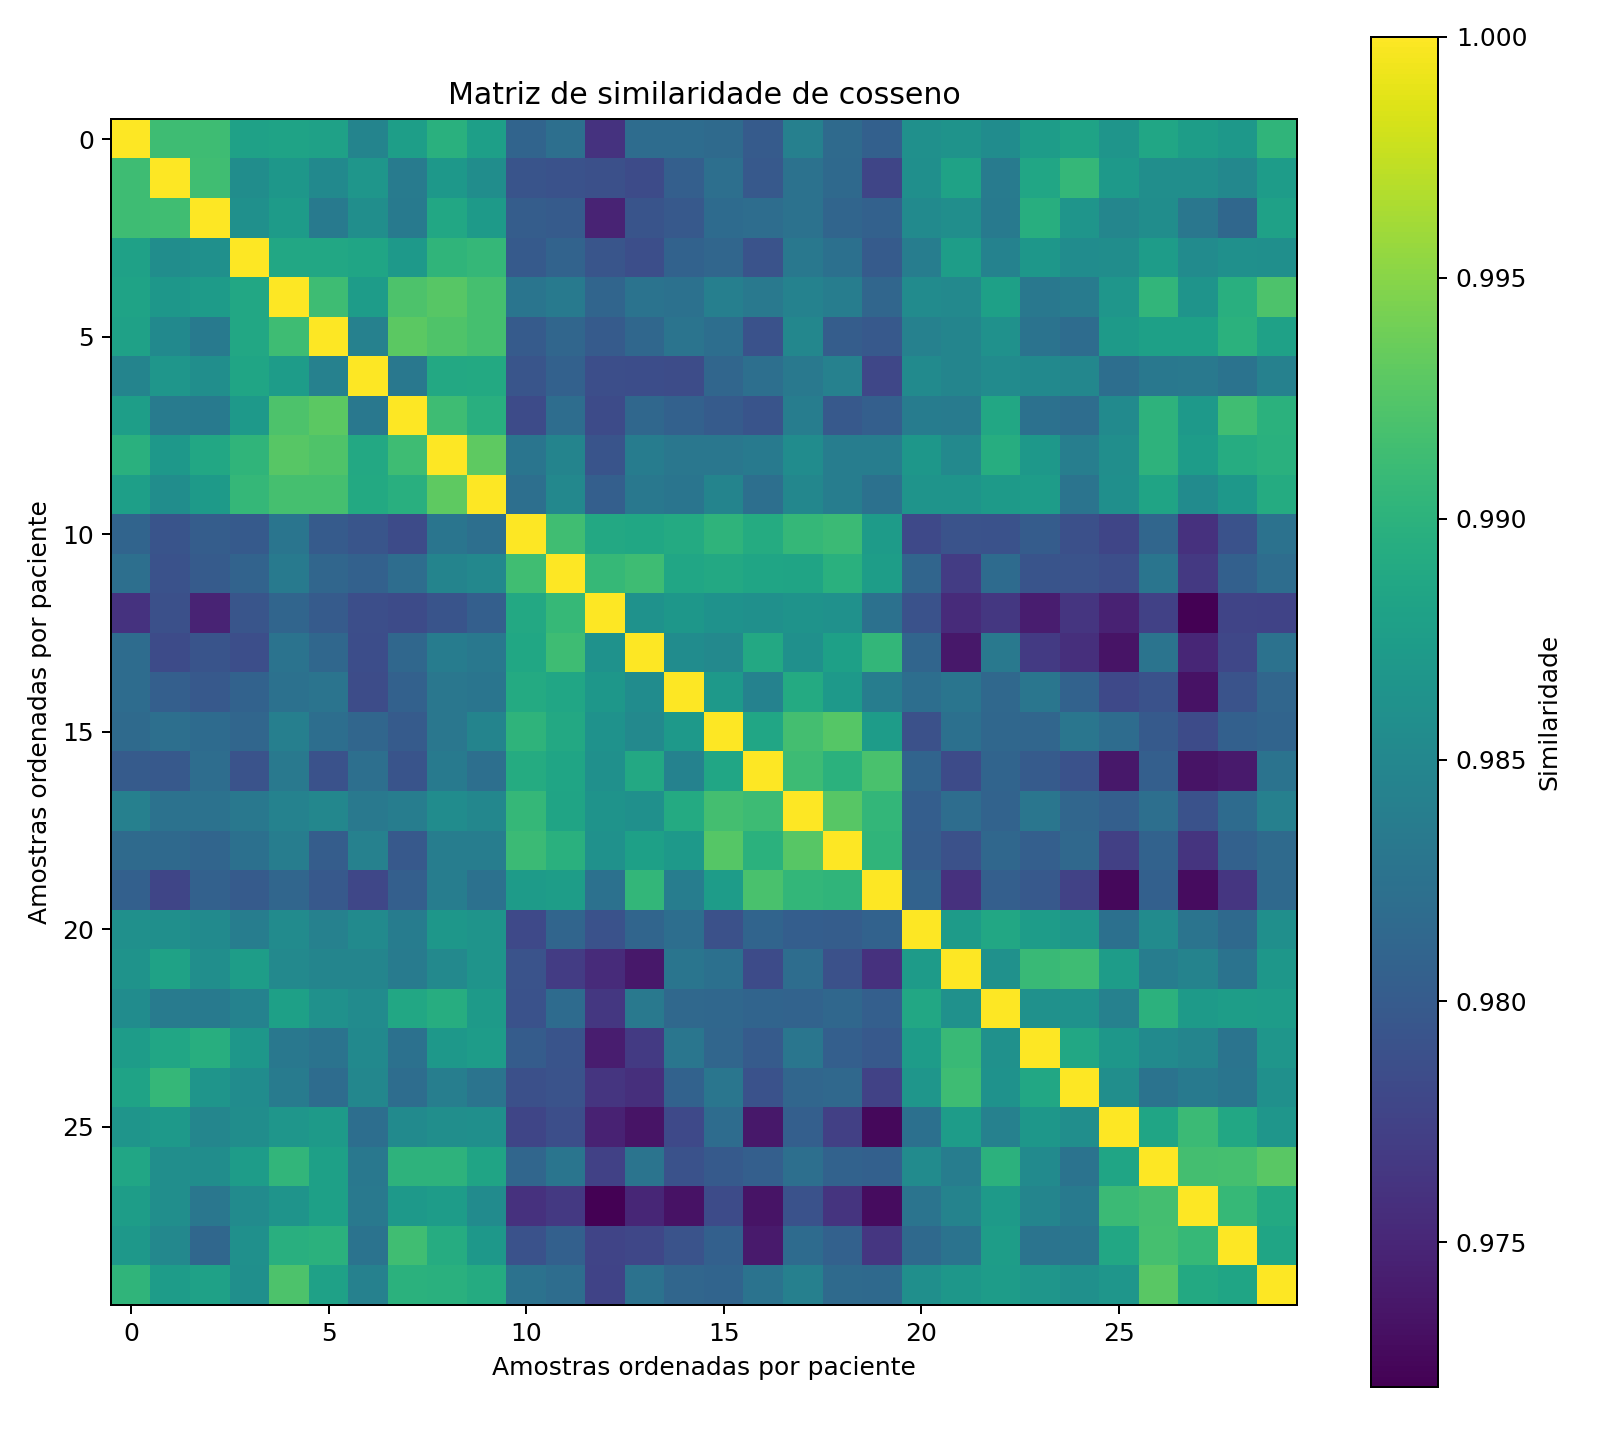 Matriz de similaridade de cosseno
1.000
0.995
0.990
0.985
0.980
0.975
Similaridade
0
5
10
15
20
25
Amostras ordenadas por paciente
0 5 10 15 20 25
Amostras ordenadas por paciente